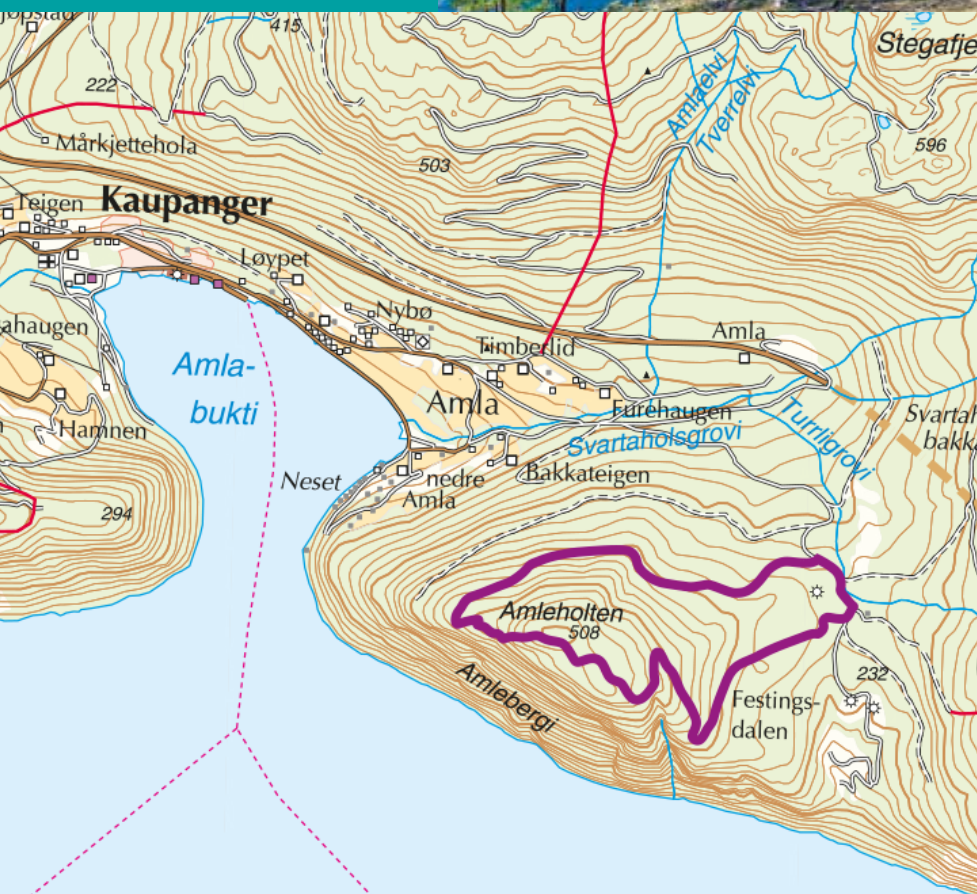 415
Stegafje
222
Amlaelvi
Tverrelvi
Mårkjettehola
503
596
Teigen
Kaupanger
Løypet
ahaugen
Nybø
Timberlid
Amla
Amla-
bukti
Amla
Furehaugen
Svartaholsgrovi
Turrligrovi
Svartah
bakk
Hamnen
Neset
nedre
Amla
Bakkateigen
294
Amleholten
508
Amlebergi
232
Festings-
dalen